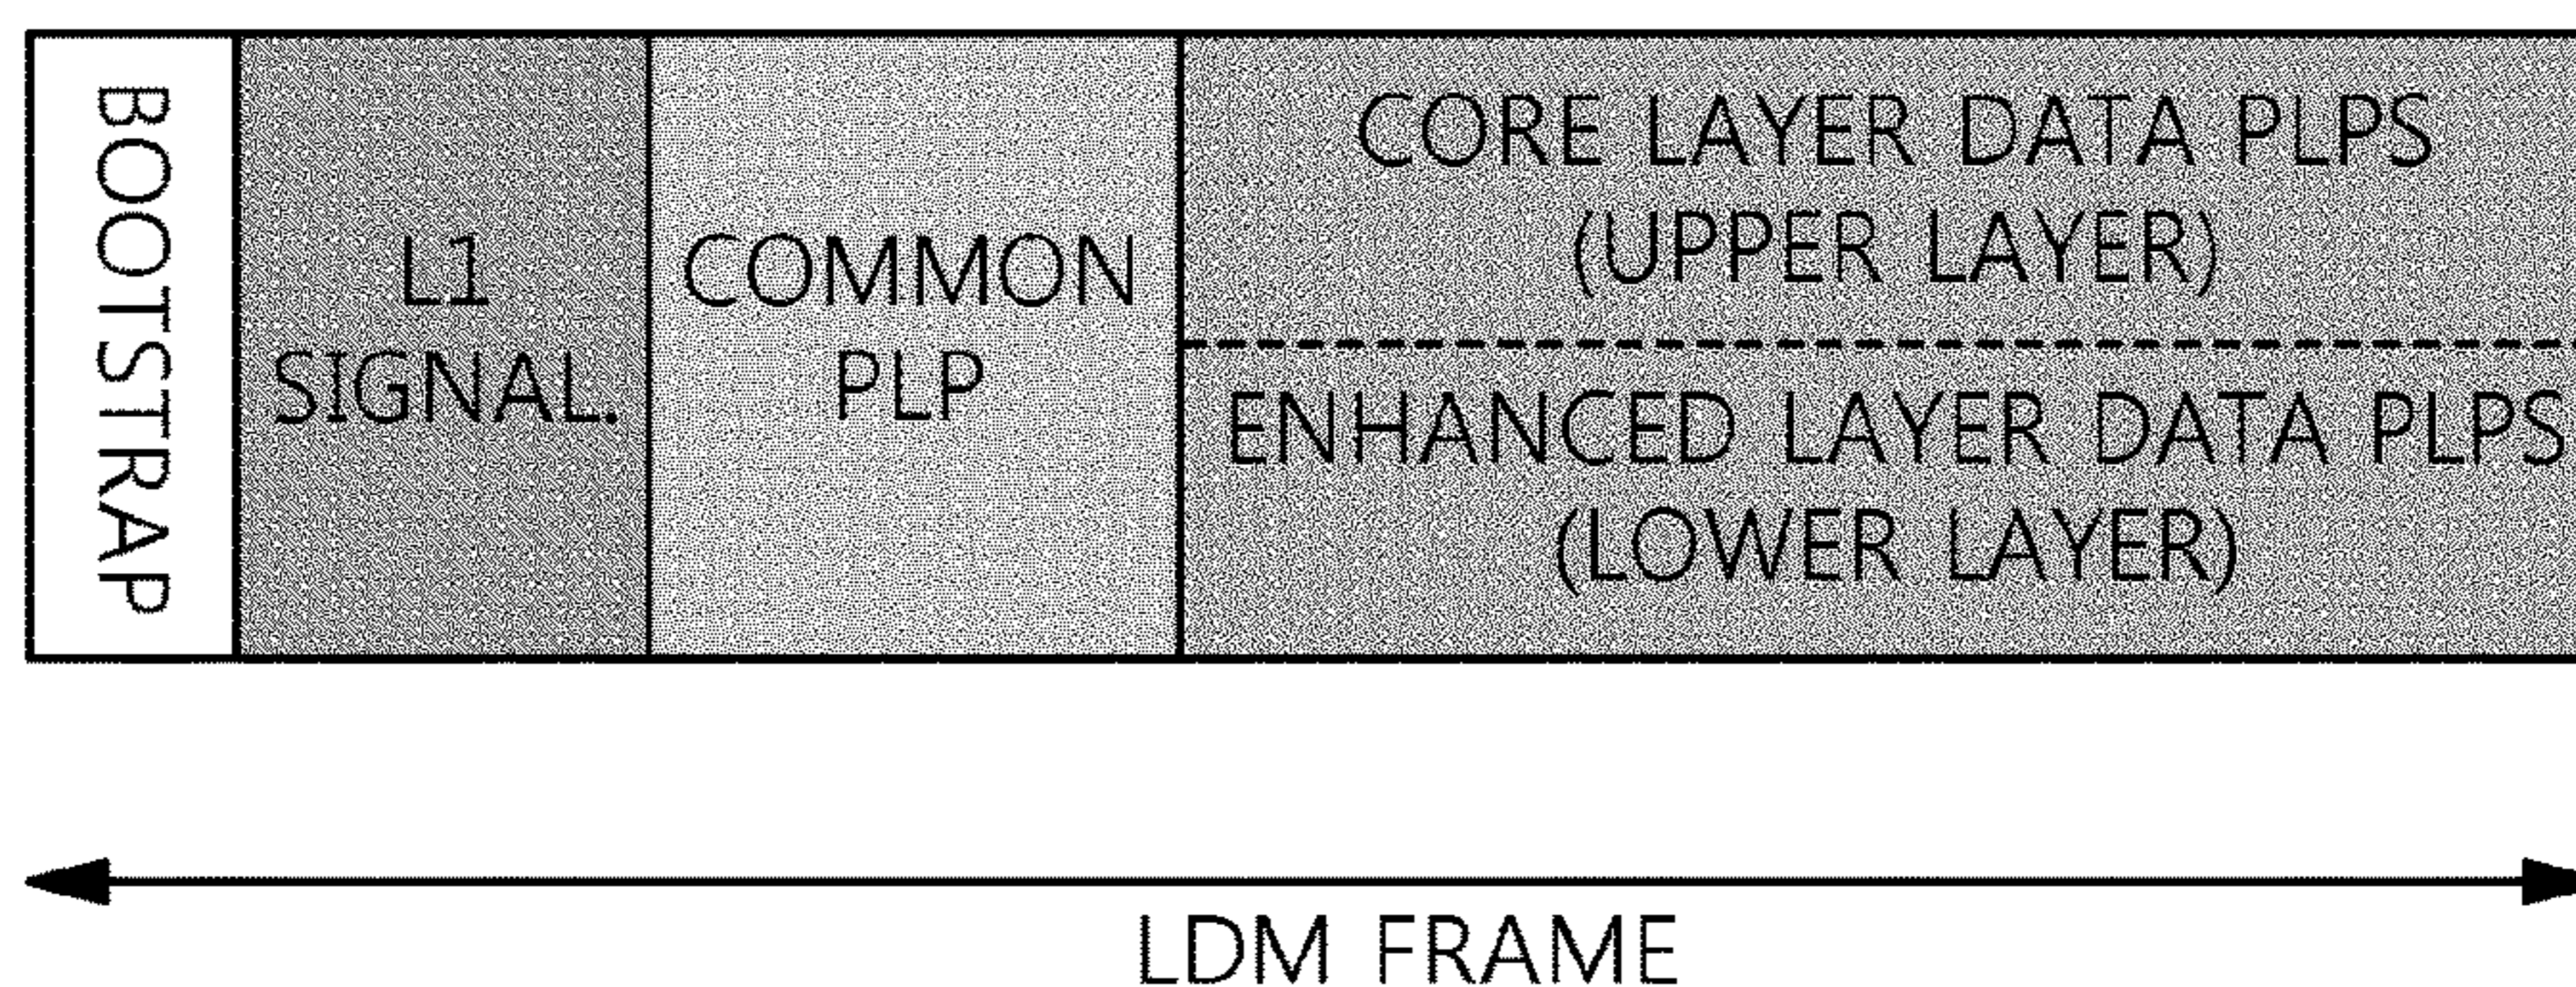 BOOTSTRAP
L1
SIGNAL.
COMMON
PLP
CORE LAYER DATA PLPS
(UPPER LAYER)
ENHANCED LAYER DATA PLPS
(LOWER LAYER)
LDM FRAME